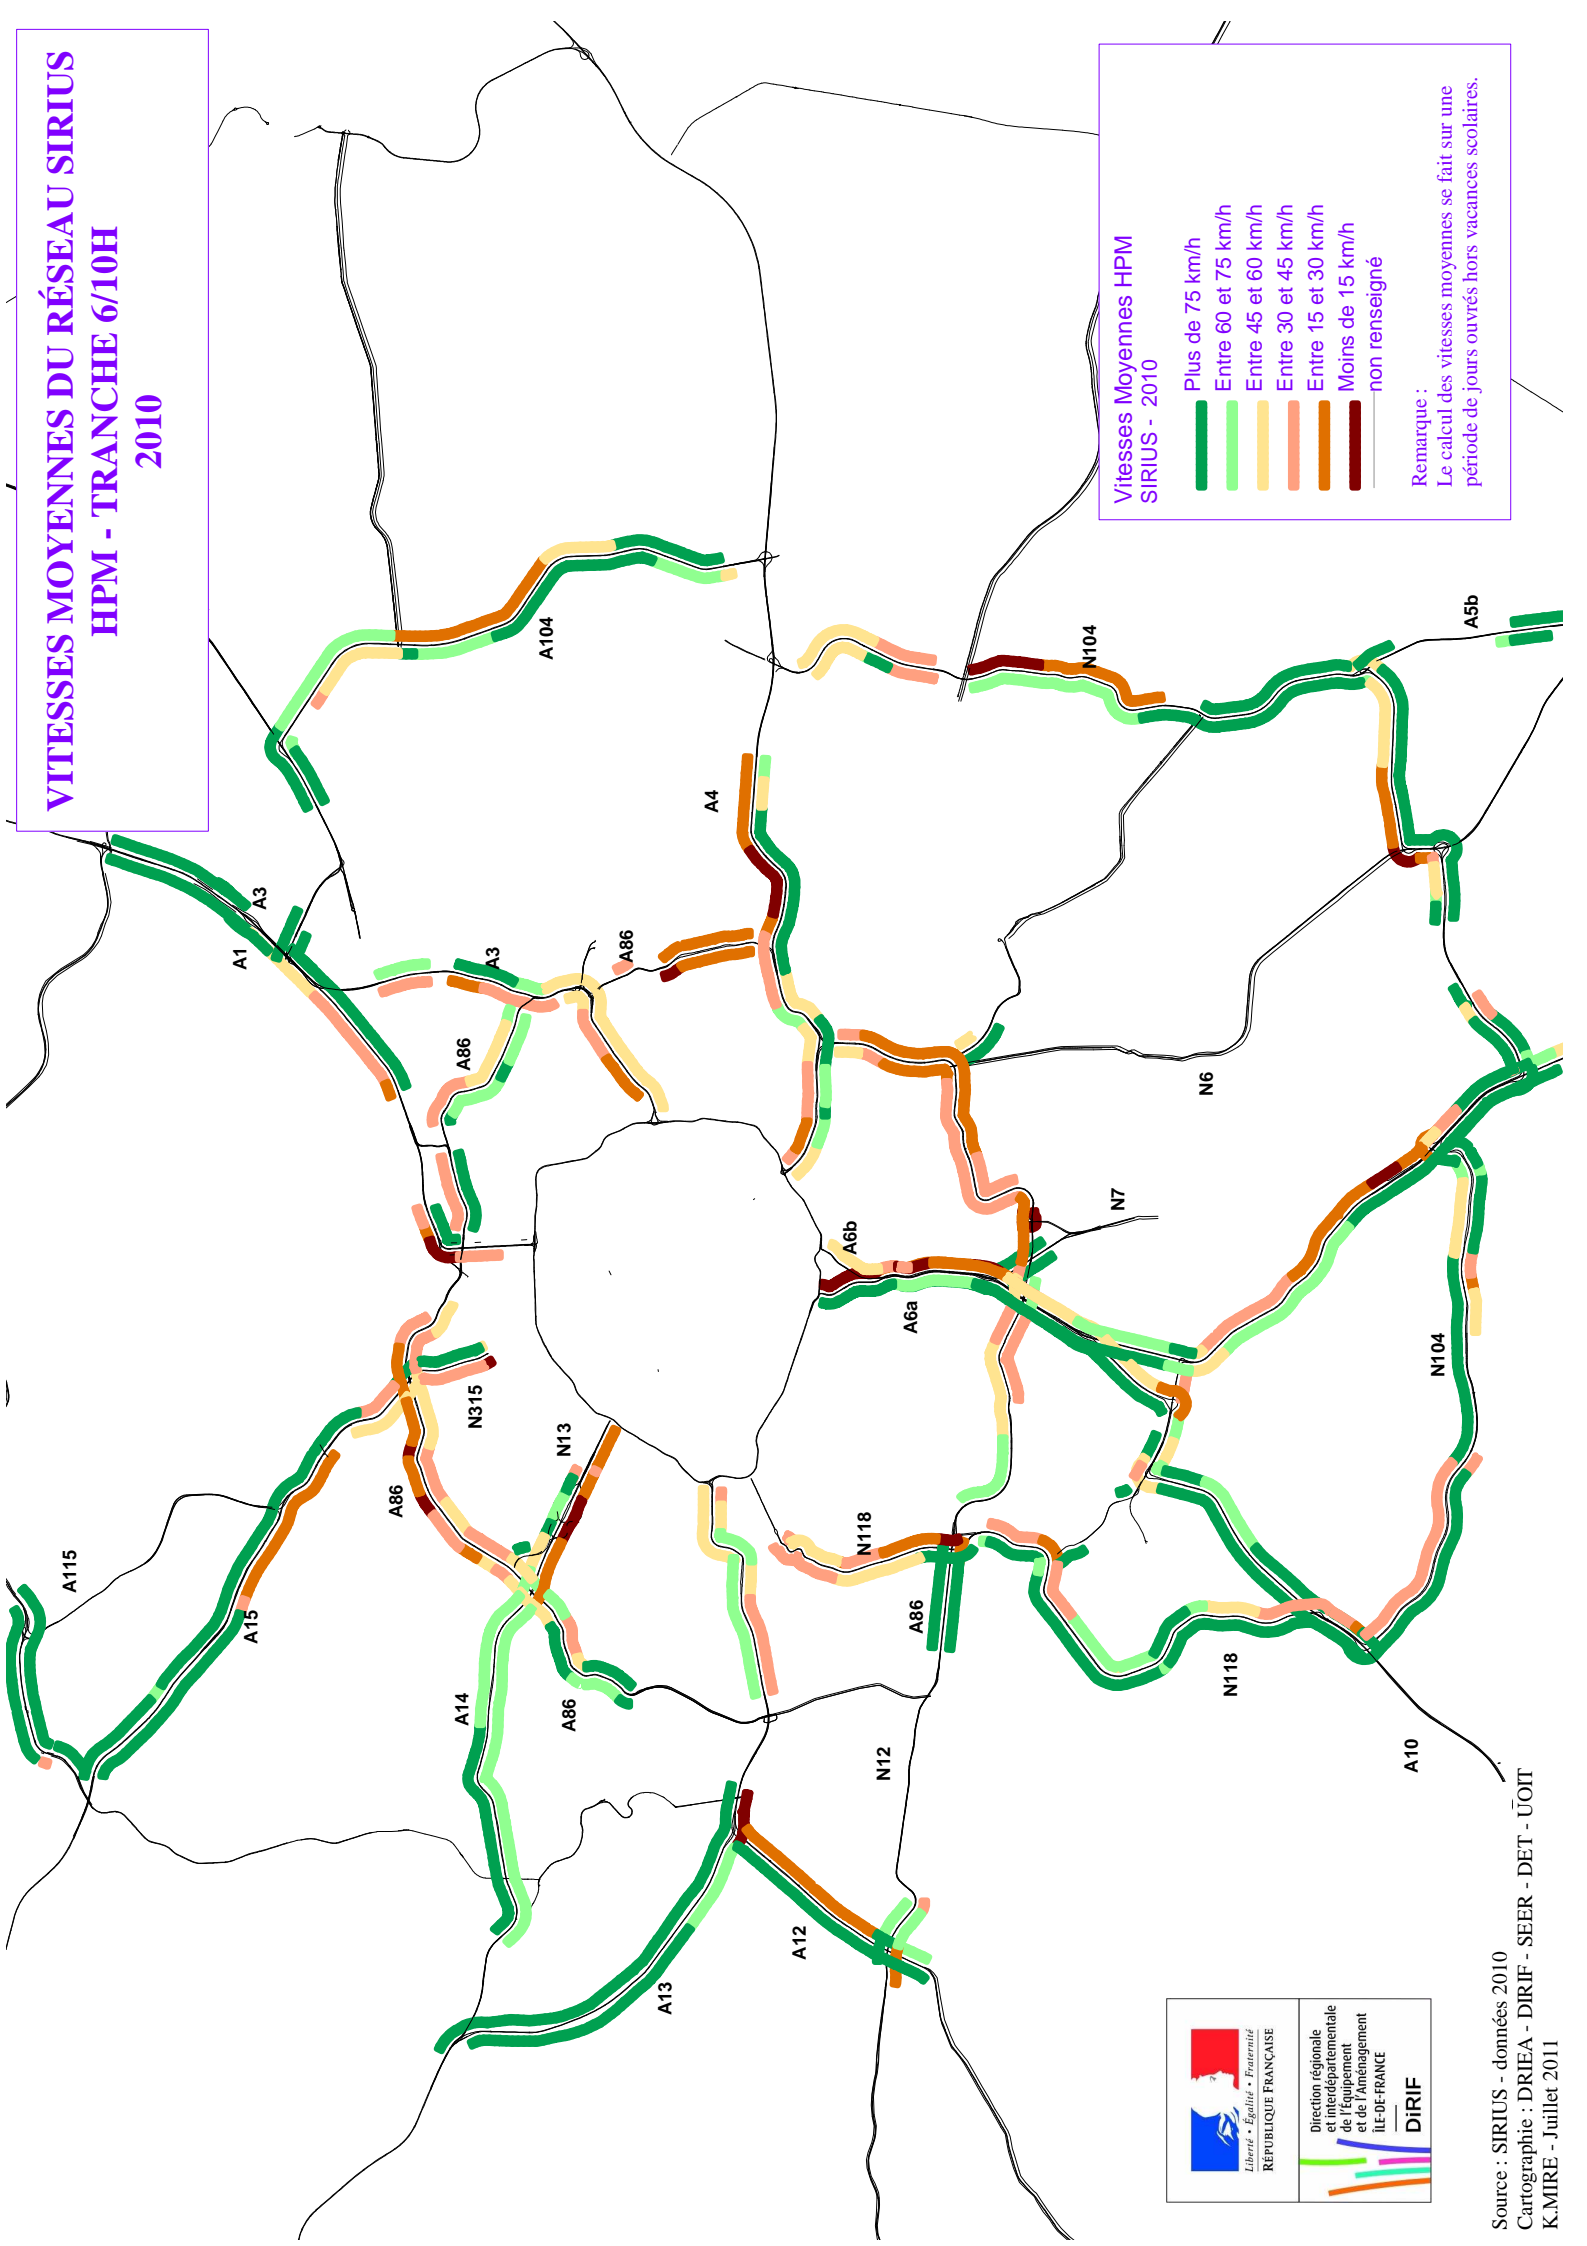 VITESSES MOYENNES DU RÉSEAU SIRIUS
HPM - TRANCHE 6/10H
2010
A115
A15
A14
A86
A13
A12
N12
A10
N118
A86
N118
N13
A86
N315
A1
A3
A86
A3
A86
A104
A4
A6b
A6a
N7
N6
N104
N104
A5b
Vitesses Moyennes HPM
SIRIUS - 2010
Plus de 75 km/h
Entre 60 et 75 km/h
Entre 45 et 60 km/h
Entre 30 et 45 km/h
Entre 15 et 30 km/h
Moins de 15 km/h
non renseigné
Remarque :
Le calcul des vitesses moyennes se fait sur une
période de jours ouvrés hors vacances scolaires.
Liberté • Égalité • Fraternité
RÉPUBLIQUE FRANÇAISE
Direction régionale
et interdépartementale
de l'Équipement
et de l'Aménagement
ÎLE-DE-FRANCE
DiRIF
Source : SIRIUS - données 2010
Cartographie : DRIEA - DIRIF - SEER - DET - UOIT
K.MIRE - Juillet 2011